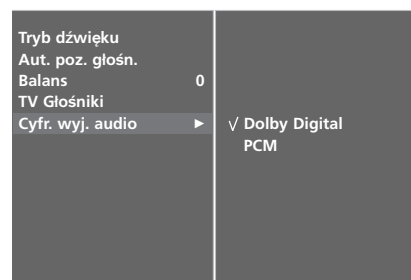 Tryb dźwięku
Aut. poz. głośn.
Balans 0
TV Głośniki
Cyfr. wyj. audio ► √ Dolby Digital
PCM